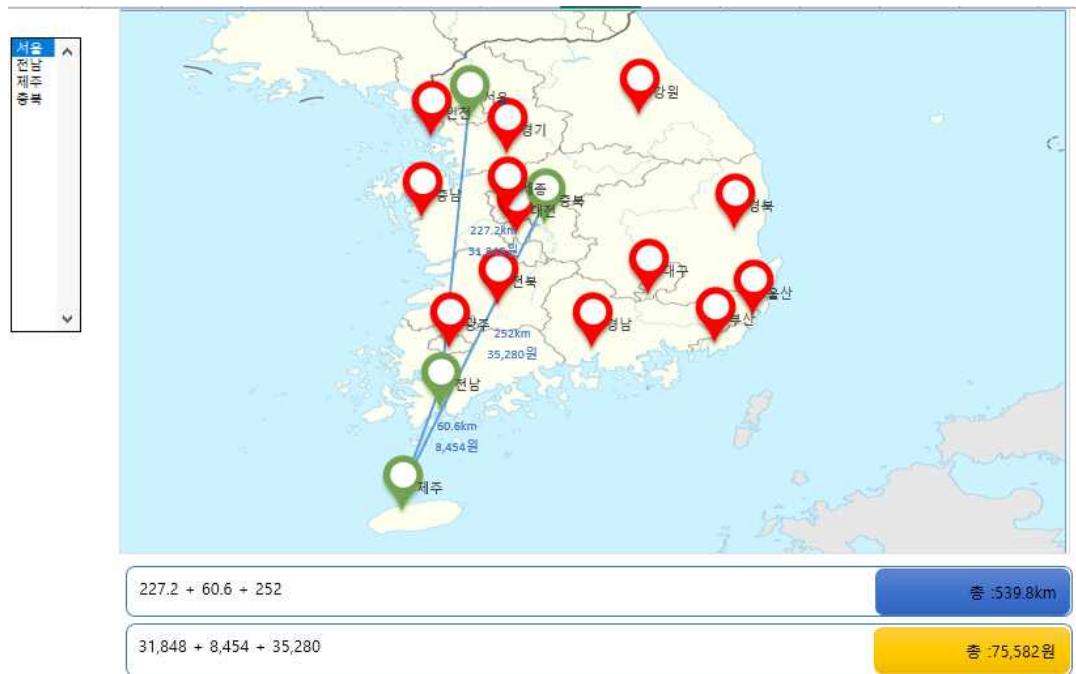 서울
전남
제주
충북
서울
강원
인천
경기
충남
세종
충북
대전
경북
227.2km
대구
전북
울산
광주
경남
부산
252km
35,280원
전남
60.6km
8,454원
제주
227.2 + 60.6 + 252
총 :539.8km
31,848 + 8,454 + 35,280
총 :75,582원